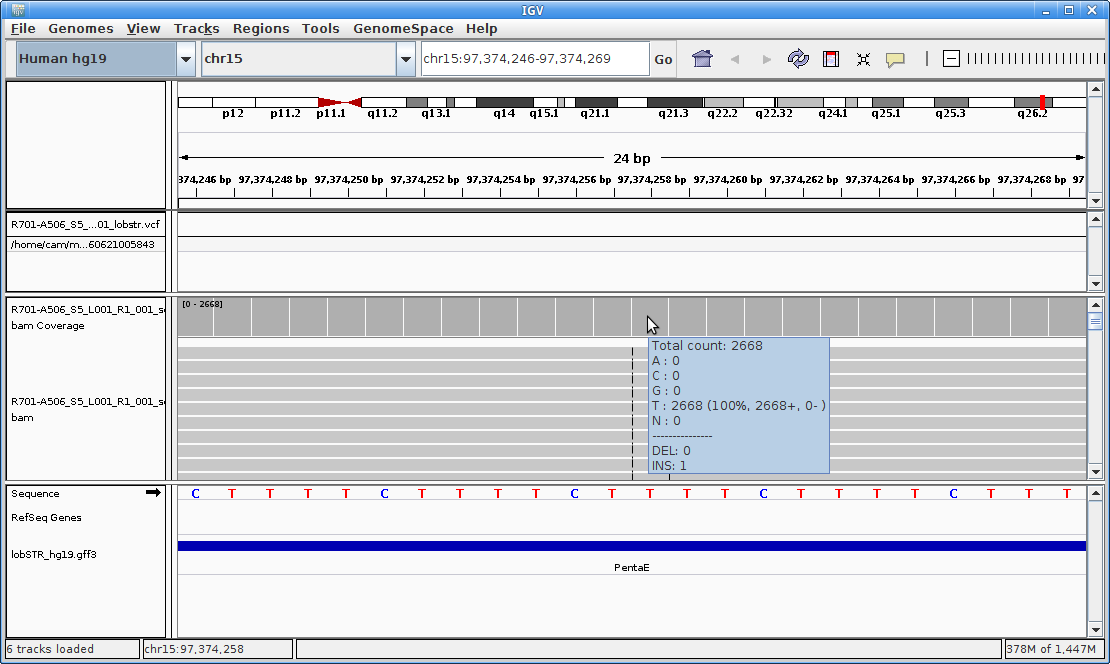 IGV
File Genomes View Tracks Regions Tools GenomeSpace Help
Human hg19 chr15 chr15:97,374,246-97,374,269 Go
p12 p11.2 p11.1 q11.2 q13.1 q14 q15.1 q21.1 q21.3 q22.2 q22.32 q24.1 q25.1 q25.3 q26.2
24 bp
374,246 bp 97,374,248 bp 97,374,250 bp 97,374,252 bp 97,374,254 bp 97,374,256 bp 97,374,258 bp 97,374,260 bp 97,374,262 bp 97,374,264 bp 97,374,266 bp 97,374,268 bp 97
R701-A506_S5_...01_lobstr.vcf
/home/cam/m...60621005843
[0 - 2668]
R701-A506_S5_L001_R1_001_s
bam Coverage
Total count: 2668
A : 0
C : 0
G : 0
T : 2668 (100%, 2668+, 0- )
N : 0
---------------
DEL: 0
INS: 1
R701-A506_S5_L001_R1_001_s
bam
Sequence C T T T T C T T T T C T T T T C T T T T C T T T
RefSeq Genes
lobSTR_hg19.gff3
PentaE
6 tracks loaded chr15:97,374,258 378M of 1,447M